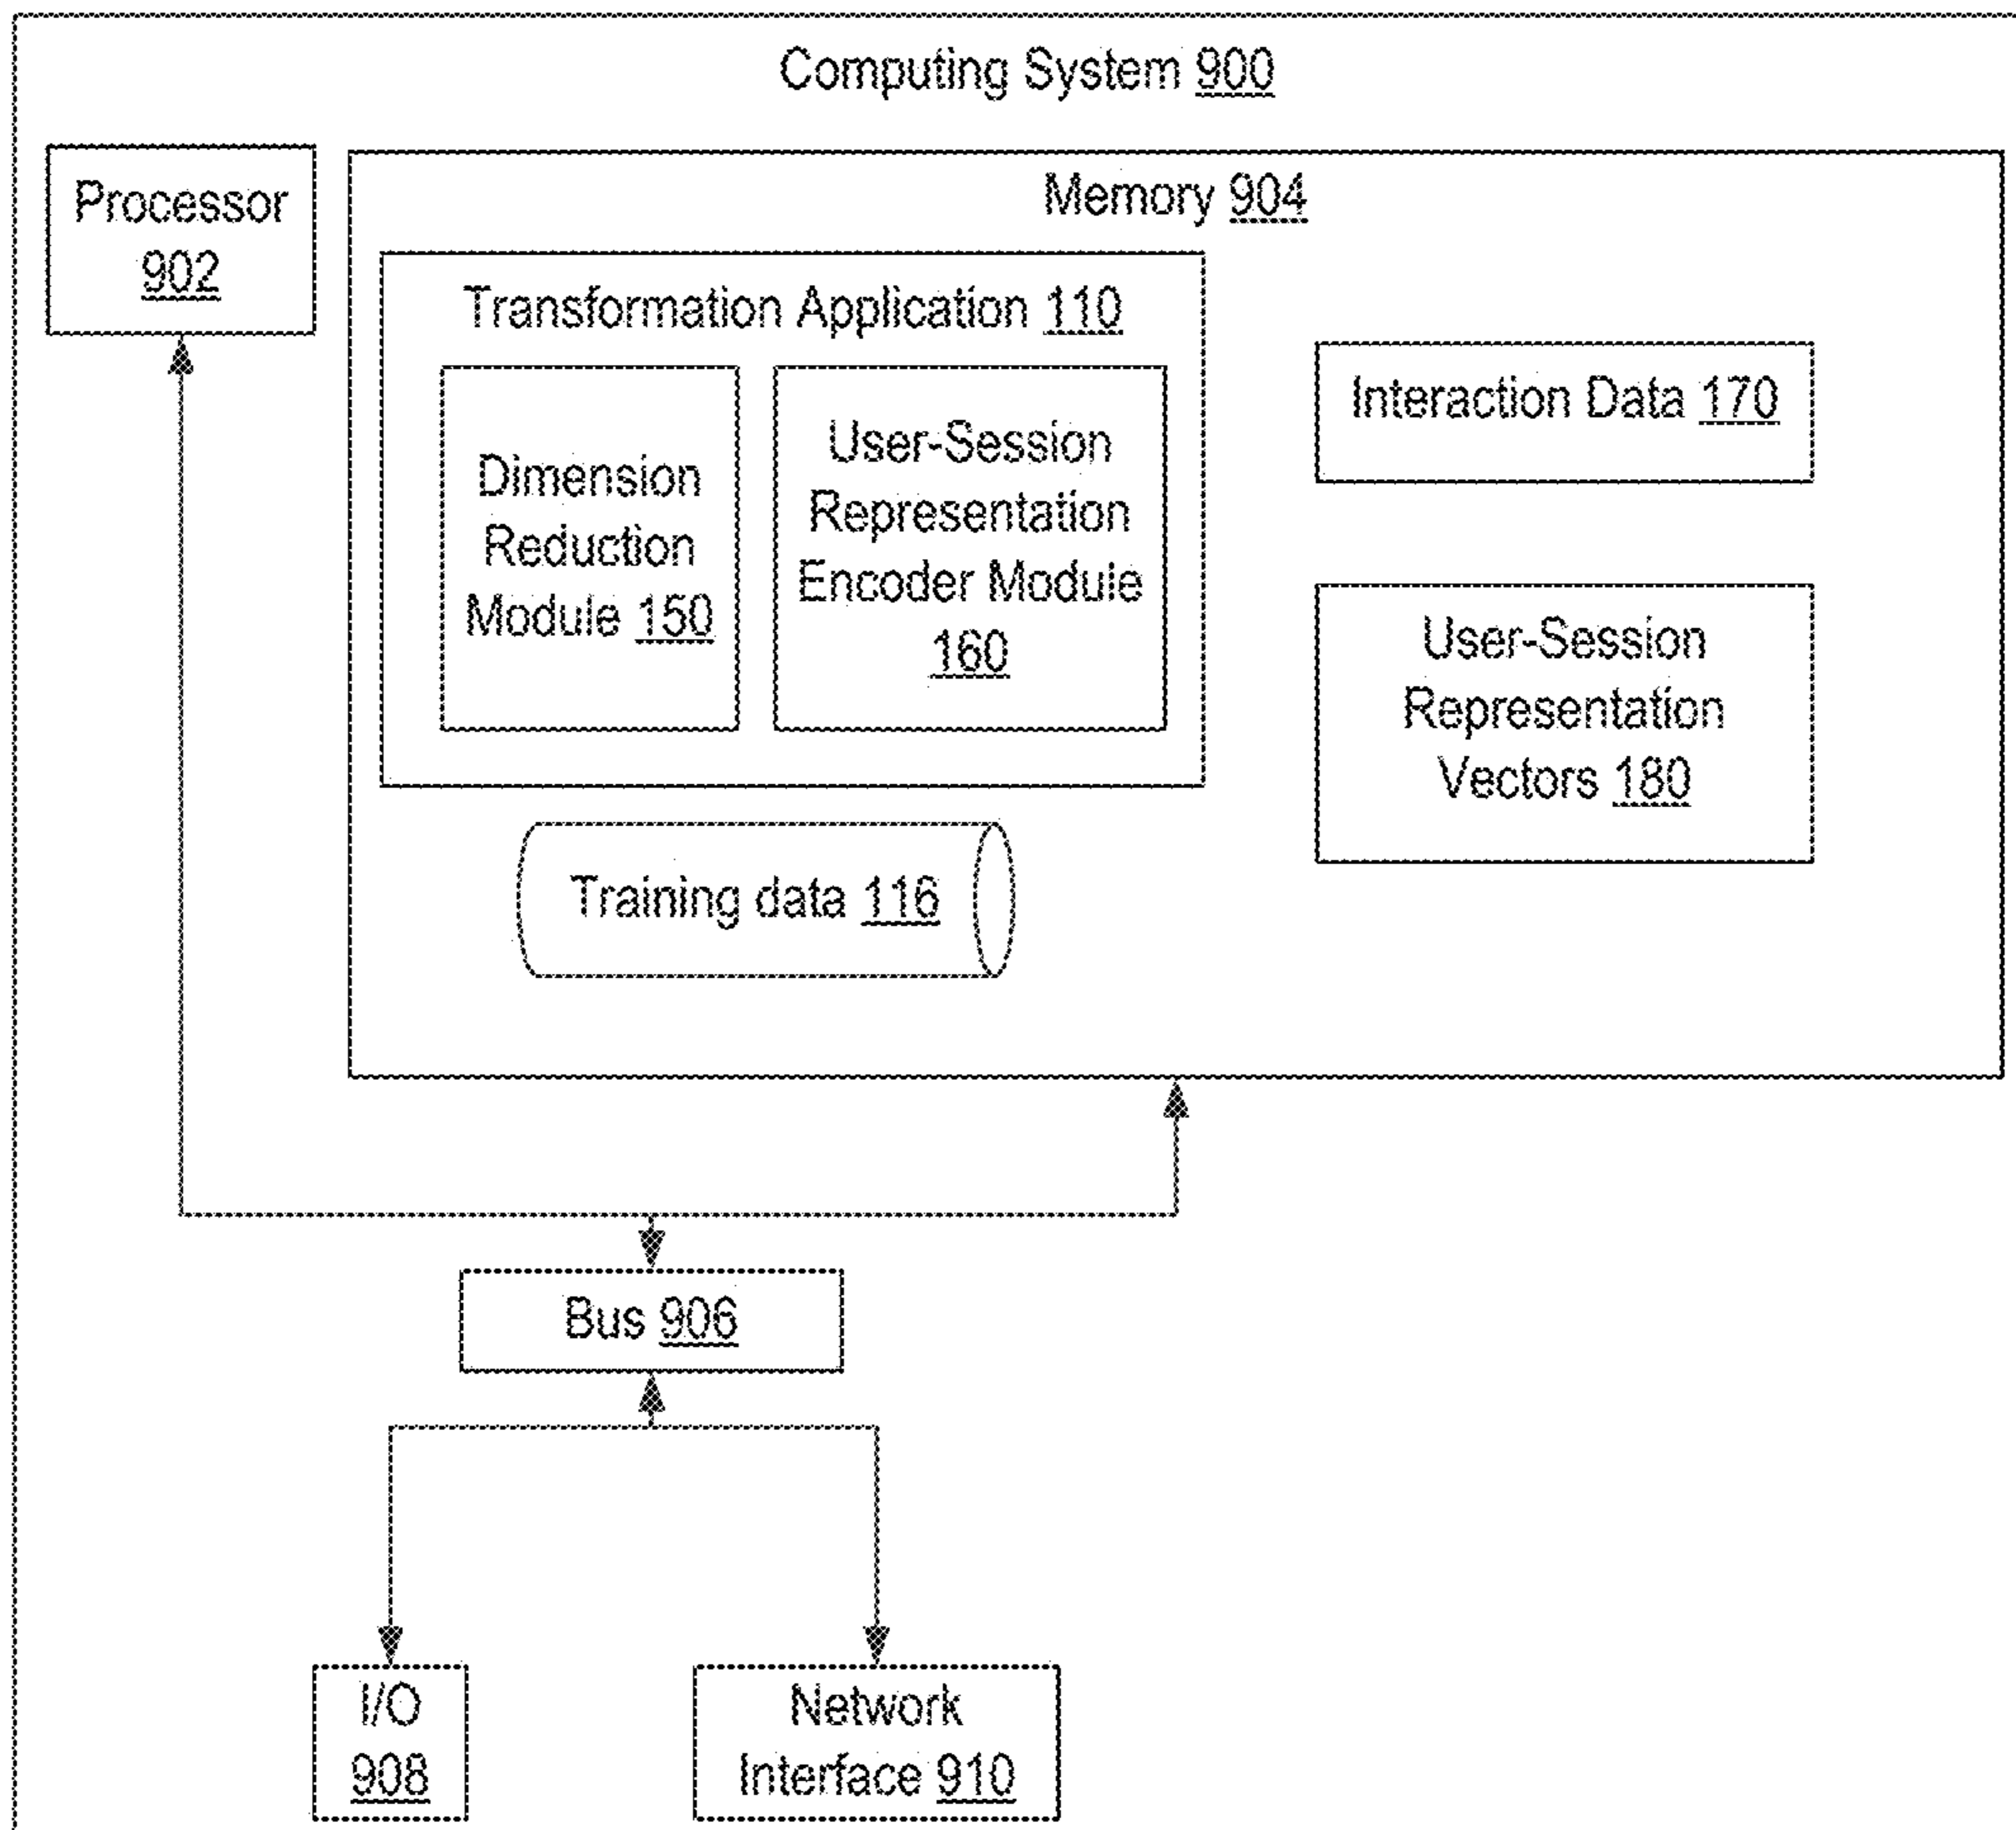 Computing System 900
Processor
902
Memory 904
Transformation Application 110
Dimension
Reduction
Module 150
User-Session
Representation
Encoder Module
160
Interaction Data 170
User-Session
Representation
Vectors 180
Training data 116
Bus 906
I/O
908
Network
Interface 910